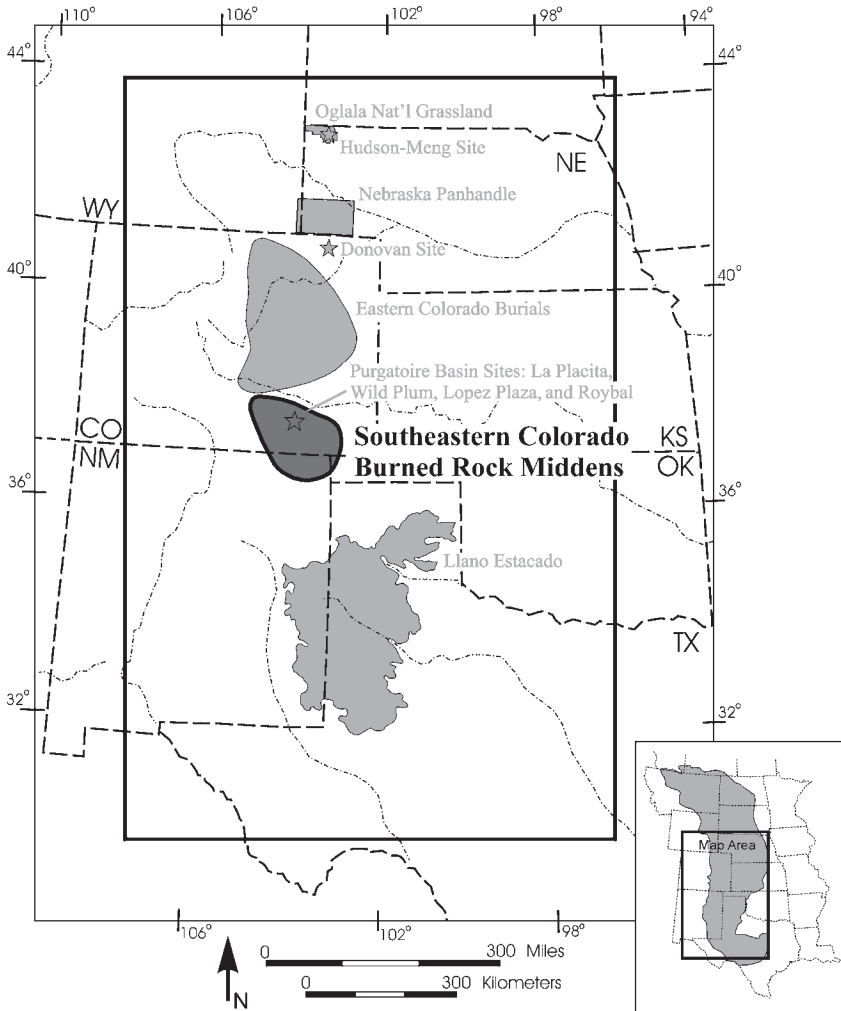 110°
106°
102°
98°
94°
44°
44°
Oglala Nat'l Grassland
Hudson-Meng Site
NE
Nebraska Panhandle
WY
Donovan Site
40°
40°
Eastern Colorado Burials
Purgatoire Basin Sites: La Placita,
Wild Plum, Lopez Plaza, and Roybal
CO
Southeastern Colorado
KS
NM
Burned Rock Middens
OK
36°
36°
Llano Estacado
TX
32°
32°
Map Area
106°
102°
98°
0
300 Miles
0
300 Kilometers
N